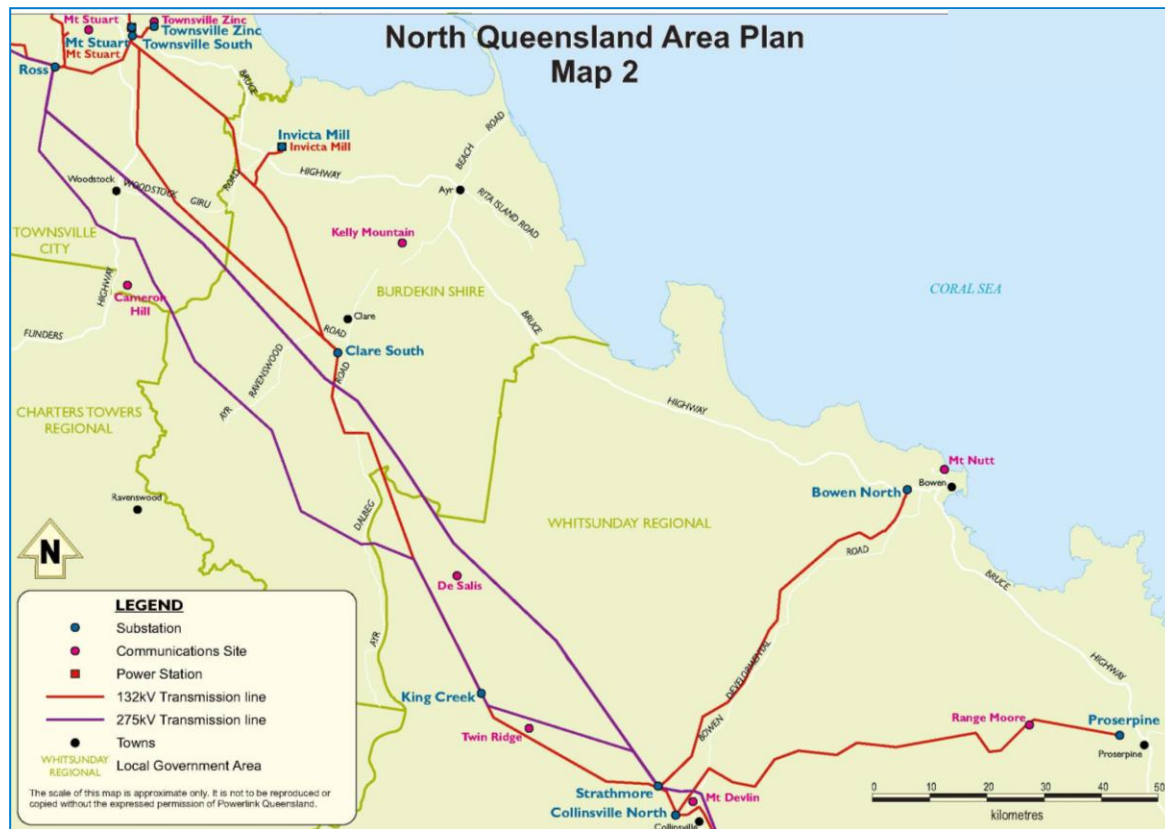 North Queensland Area Plan
Map 2
Mt Stuart
Townsville Zinc
Townsville Zinc
Mt Stuart
Townsville South
Mt Stuart
Ross
BRUCE
Invicta Mill
Invicta Mill
HIGHWAY
BEACH ROAD
Woodstock
WOODSTOCK
GIRU
ROAD
Ayr
RITA ISLAND ROAD
TOWNSVILLE
CITY
Kelly Mountain
HIGHWAY
Cameron
Hill
BURDEKIN SHIRE
CORAL SEA
FUNDERS
Clare
ROAD
BRUCE
Clare South
RAVENSWOOD
ROAD
AYR
HIGHWAY
CHARTERS TOWERS
REGIONAL
Mt Nutt
Bowen
Bowen North
Ravenswood
DALBEG
WHITSUNDAY REGIONAL
ROAD
N
De Salis
BRUCE
AYR
DEVELOPMENTAL
BOWEN
HIGHWAY
King Creek
Twin Ridge
Range Moore
Proserpine
Proserpine
Strathmore
Mt Devlin
Collinsville North
Collinsville
LEGEND
Substation
Communications Site
Power Station
132kV Transmission line
275kV Transmission line
Towns
WHITSUNDAY
REGIONAL
Local Government Area
The scale of this map is approximate only. It is not to be reproduced or
copied without the expressed permission of Powerlink Queensland.
0 10 20 30 40 50
kilometres